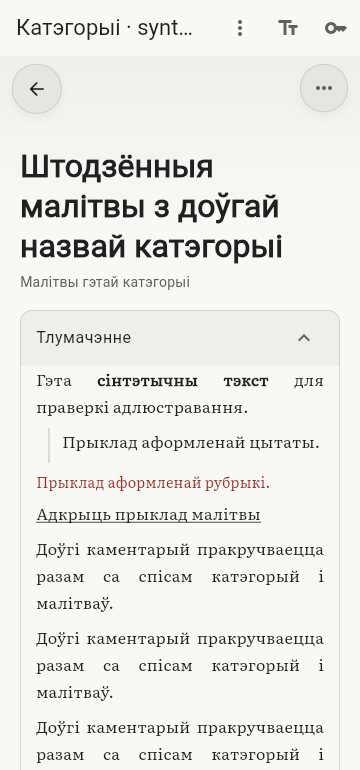 Катэгорыі · synt…
Штодзённыя
малітвы з доўгай
назвай катэгорыі
Малітвы гэтай катэгорыі
Тлумачэнне
Гэта сінтэтычны тэкст для
праверкі адлюстравання.
Прыклад аформленай цытаты.
Прыклад аформленай рубрыкі.
Адкрыць прыклад малітвы
Доўгі каментарый пракручваецца
разам са спісам катэгорый і
малітваў.
Доўгі каментарый пракручваецца
разам са спісам катэгорый і
малітваў.
Доўгі каментарый пракручваецца
разам са спісам катэгорый і